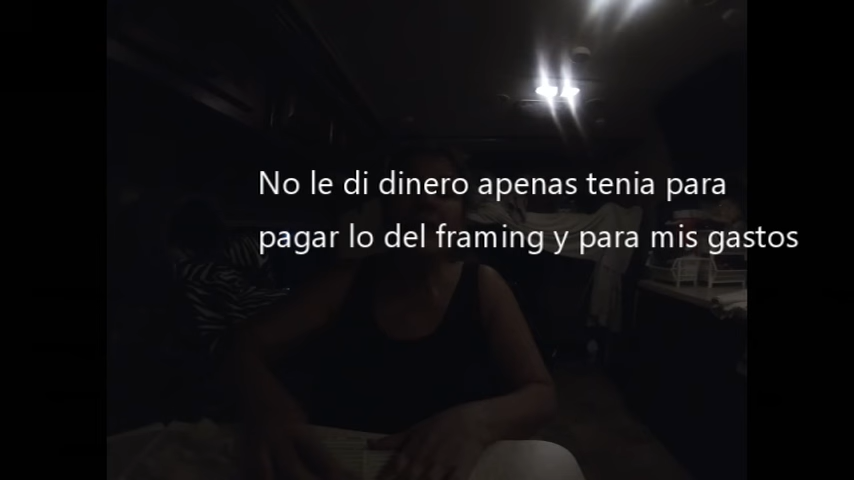 No le di dinero apenas tenia para
pagar lo del framing y para mis gastos